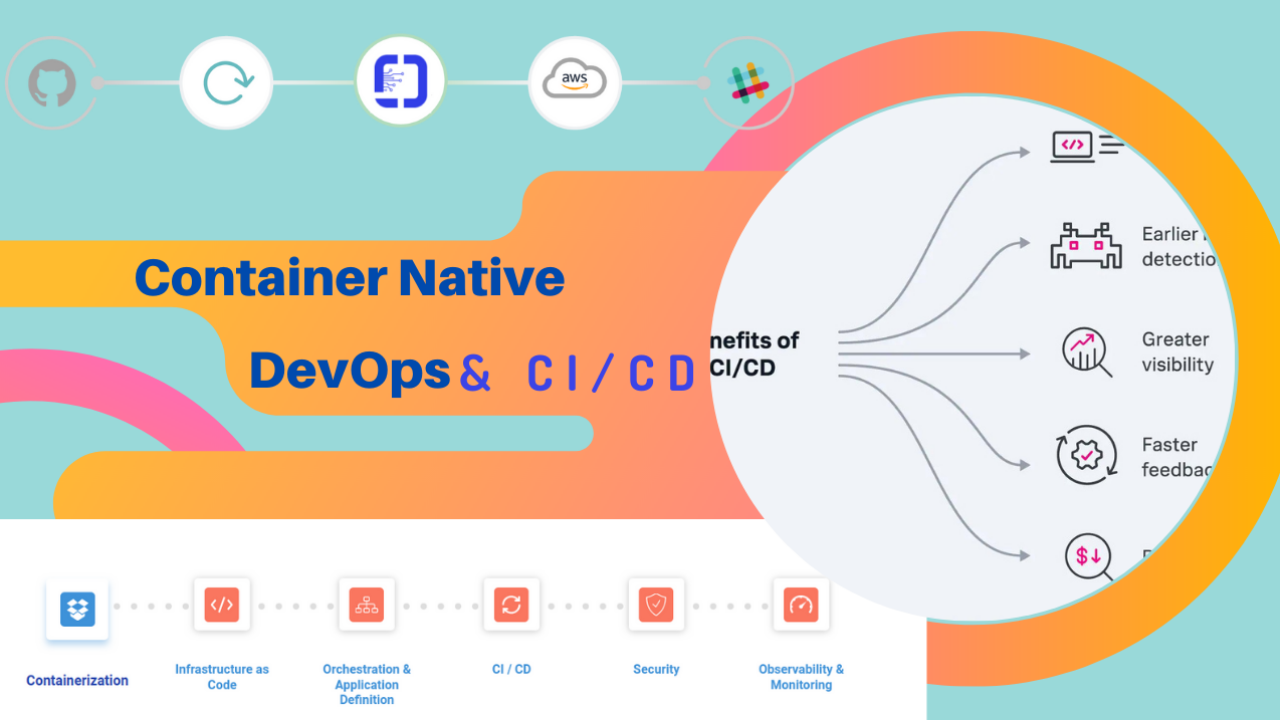 aws
Container Native
DevOps & CI/CD
nefits of
CI/CD
</>
Earlier
detectio
Greater
visibility
Faster
feedbac
$
Containerization
</>
Infrastructure as
Code
Orchestration &
Application
Definition
CI / CD
Security
Observability &
Monitoring